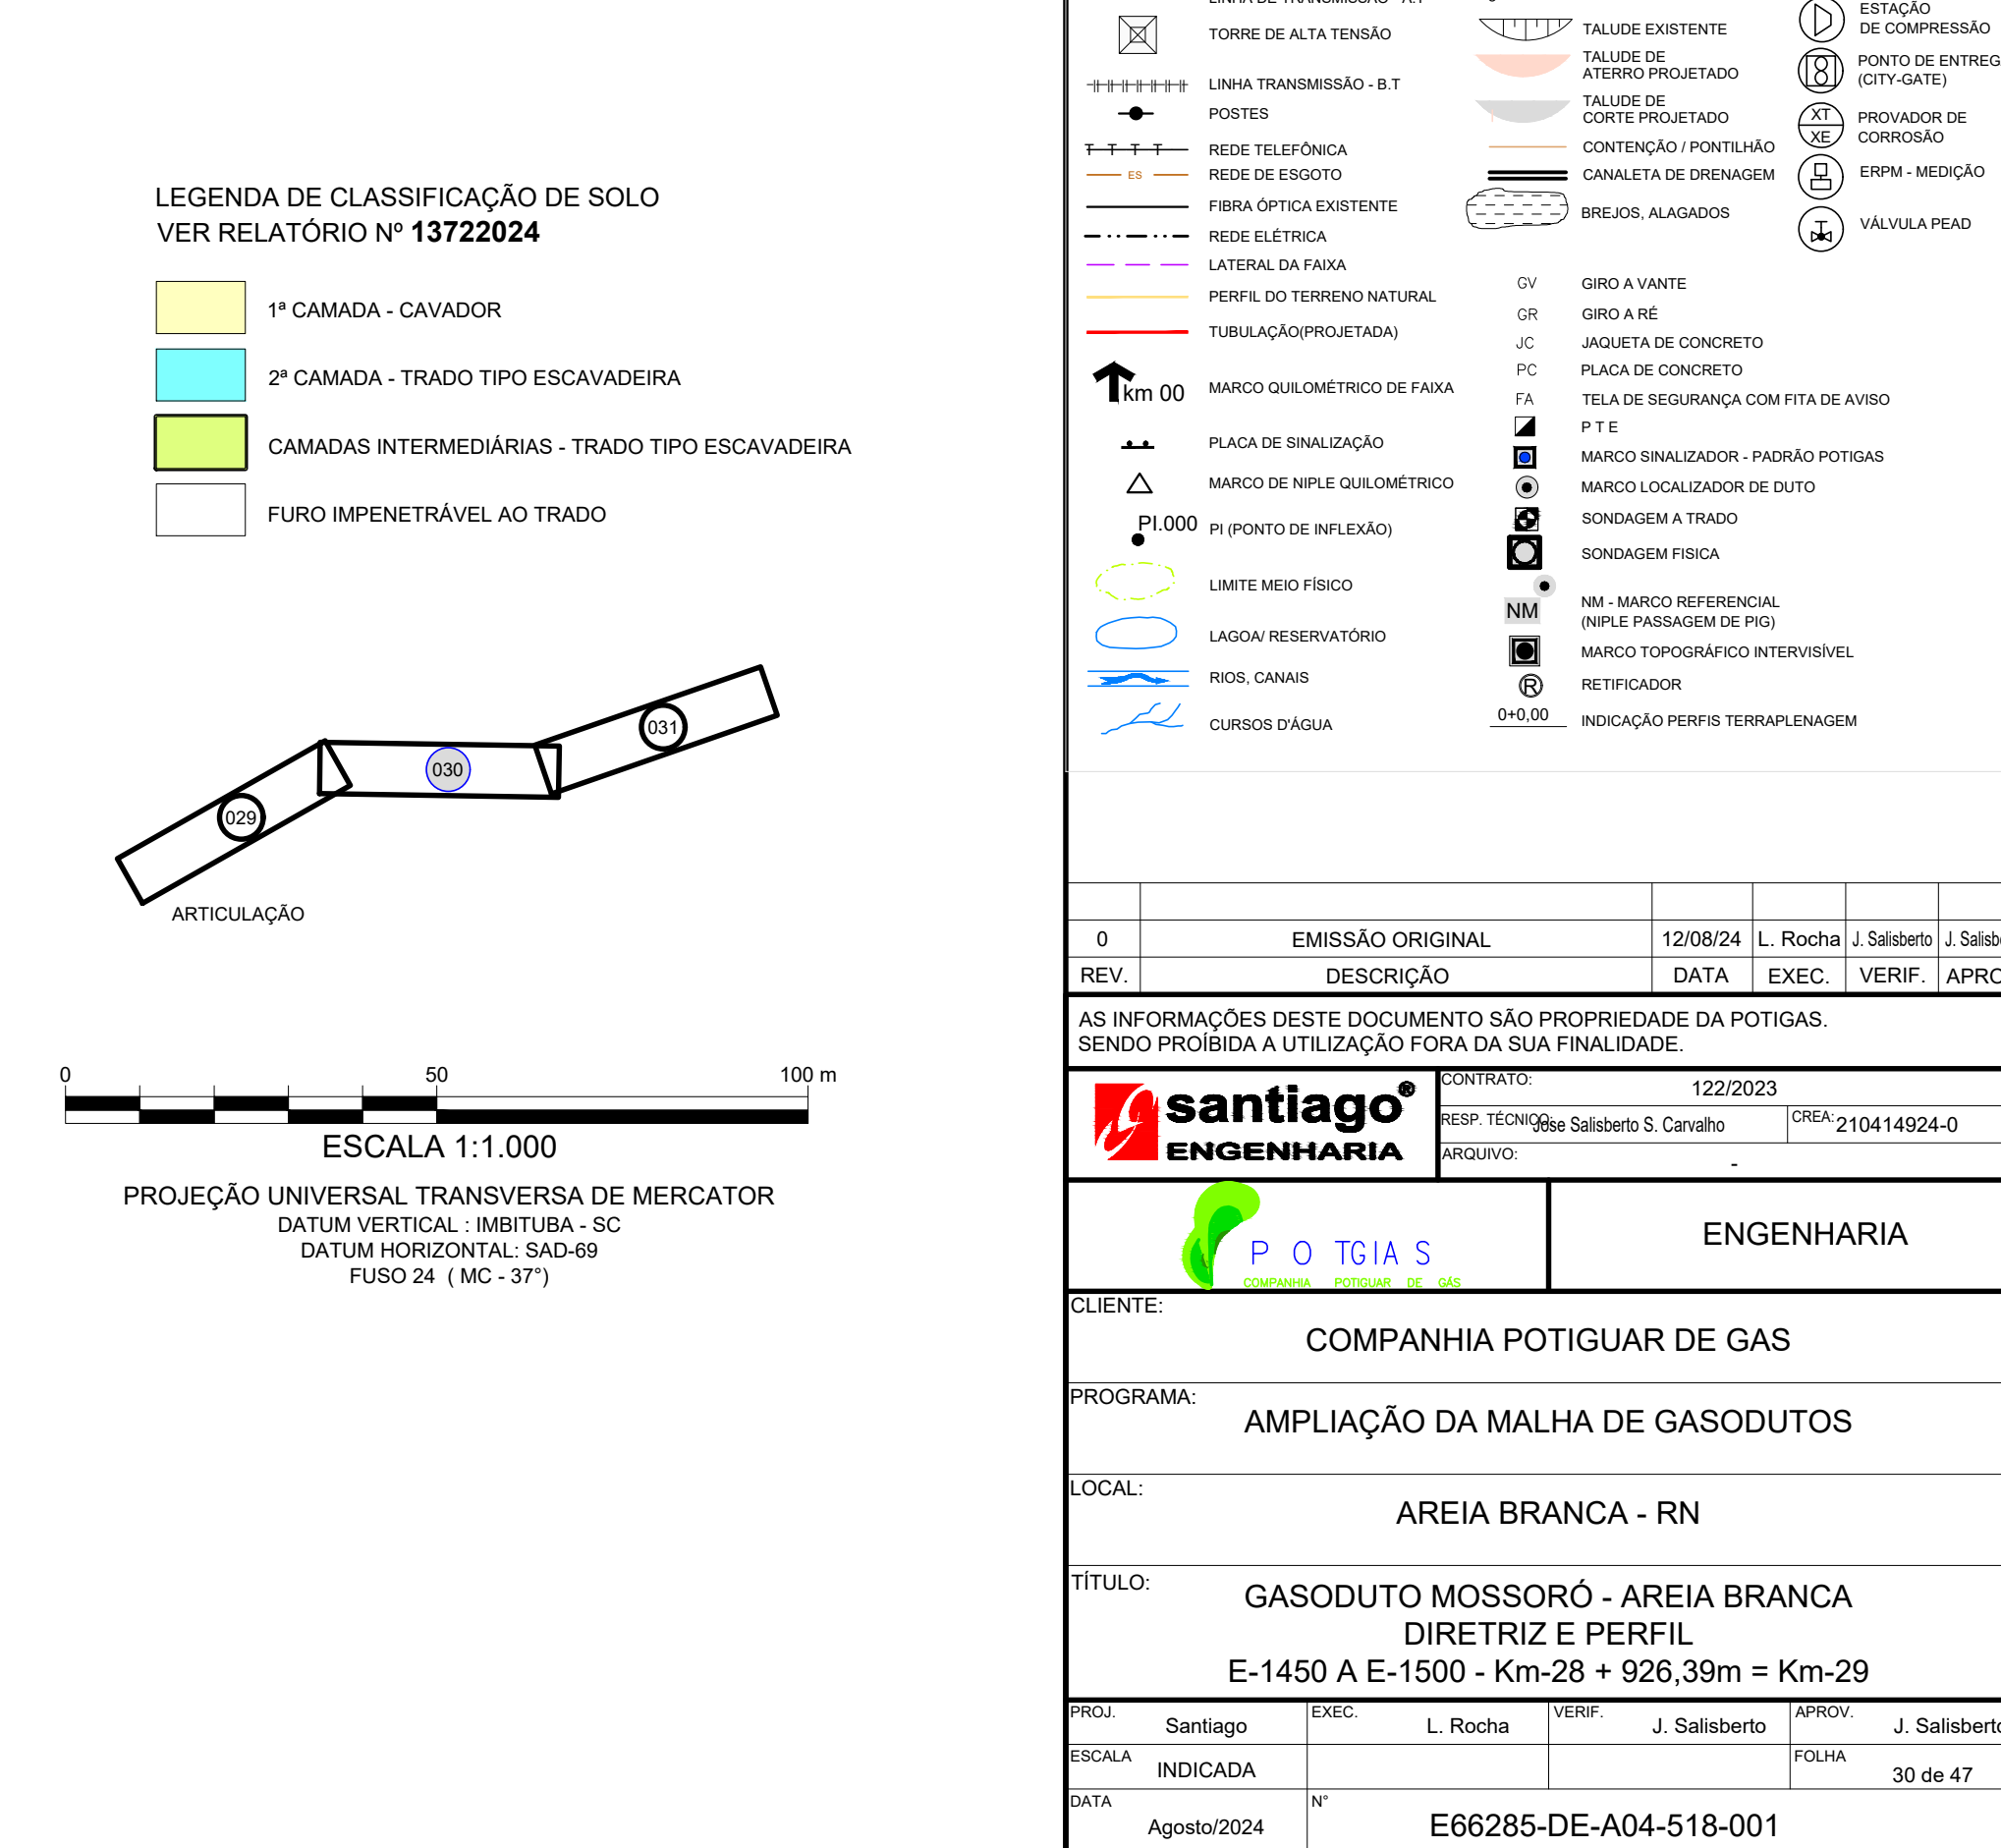 LEGENDA DE CLASSIFICAÇÃO DE SOLO
VER RELATÓRIO Nº 13722024
1ª CAMADA - CAVADOR
2ª CAMADA - TRADO TIPO ESCAVADEIRA
CAMADAS INTERMEDIÁRIAS - TRADO TIPO ESCAVADEIRA
FURO IMPENETRÁVEL AO TRADO
029
030
031
ARTICULAÇÃO
0 50 100 m
ESCALA 1:1.000
PROJEÇÃO UNIVERSAL TRANSVERSA DE MERCATOR
DATUM VERTICAL : IMBITUBA - SC
DATUM HORIZONTAL: SAD-69
FUSO 24 ( MC - 37°)
TORRE DE ALTA TENSÃO
LINHA TRANSMISSÃO - B.T
POSTES
T T T T REDE TELEFÔNICA
ES REDE DE ESGOTO
FIBRA ÓPTICA EXISTENTE
REDE ELÉTRICA
LATERAL DA FAIXA
PERFIL DO TERRENO NATURAL
TUBULAÇÃO(PROJETADA)
km 00 MARCO QUILOMÉTRICO DE FAIXA
PLACA DE SINALIZAÇÃO
MARCO DE NIPLE QUILOMÉTRICO
PI.000 PI (PONTO DE INFLEXÃO)
LIMITE MEIO FÍSICO
LAGOA/ RESERVATÓRIO
RIOS, CANAIS
CURSOS D'ÁGUA
TALUDE EXISTENTE
TALUDE DE
ATERRO PROJETADO
TALUDE DE
CORTE PROJETADO
CONTENÇÃO / PONTILHÃO
CANALETA DE DRENAGEM
BREJOS, ALAGADOS
GV GIRO A VANTE
GR GIRO A RÉ
JC JAQUETA DE CONCRETO
PC PLACA DE CONCRETO
FA TELA DE SEGURANÇA COM FITA DE AVISO
P T E
MARCO SINALIZADOR - PADRÃO POTIGAS
MARCO LOCALIZADOR DE DUTO
SONDAGEM A TRADO
SONDAGEM FISICA
NM NM - MARCO REFERENCIAL
(NIPLE PASSAGEM DE PIG)
MARCO TOPOGRÁFICO INTERVISÍVEL
R RETIFICADOR
0+0,00 INDICAÇÃO PERFIS TERRAPLENAGEM
ESTAÇÃO
DE COMPRESSÃO
PONTO DE ENTREG
(CITY-GATE)
XT
XE
PROVADOR DE
CORROSÃO
ERPM - MEDIÇÃO
VÁLVULA PEAD
0 EMISSÃO ORIGINAL 12/08/24 L. Rocha J. Salisberto J. Salisb
REV. DESCRIÇÃO DATA EXEC. VERIF. APRO
AS INFORMAÇÕES DESTE DOCUMENTO SÃO PROPRIEDADE DA POTIGAS.
SENDO PROÍBIDA A UTILIZAÇÃO FORA DA SUA FINALIDADE.
santiago®
ENGENHARIA
CONTRATO: 122/2023
RESP. TÉCNICO: Jose Salisberto S. Carvalho CREA: 210414924-0
ARQUIVO: -
P O TGIA S
COMPANHIA POTIGUAR DE GÁS
ENGENHARIA
CLIENTE:
COMPANHIA POTIGUAR DE GAS
PROGRAMA:
AMPLIAÇÃO DA MALHA DE GASODUTOS
LOCAL:
AREIA BRANCA - RN
TÍTULO:
GASODUTO MOSSORÓ - AREIA BRANCA
DIRETRIZ E PERFIL
E-1450 A E-1500 - Km-28 + 926,39m = Km-29
PROJ. Santiago EXEC. L. Rocha VERIF. J. Salisberto APROV. J. Salisberto
ESCALA INDICADA FOLHA 30 de 47
DATA Agosto/2024 N° E66285-DE-A04-518-001